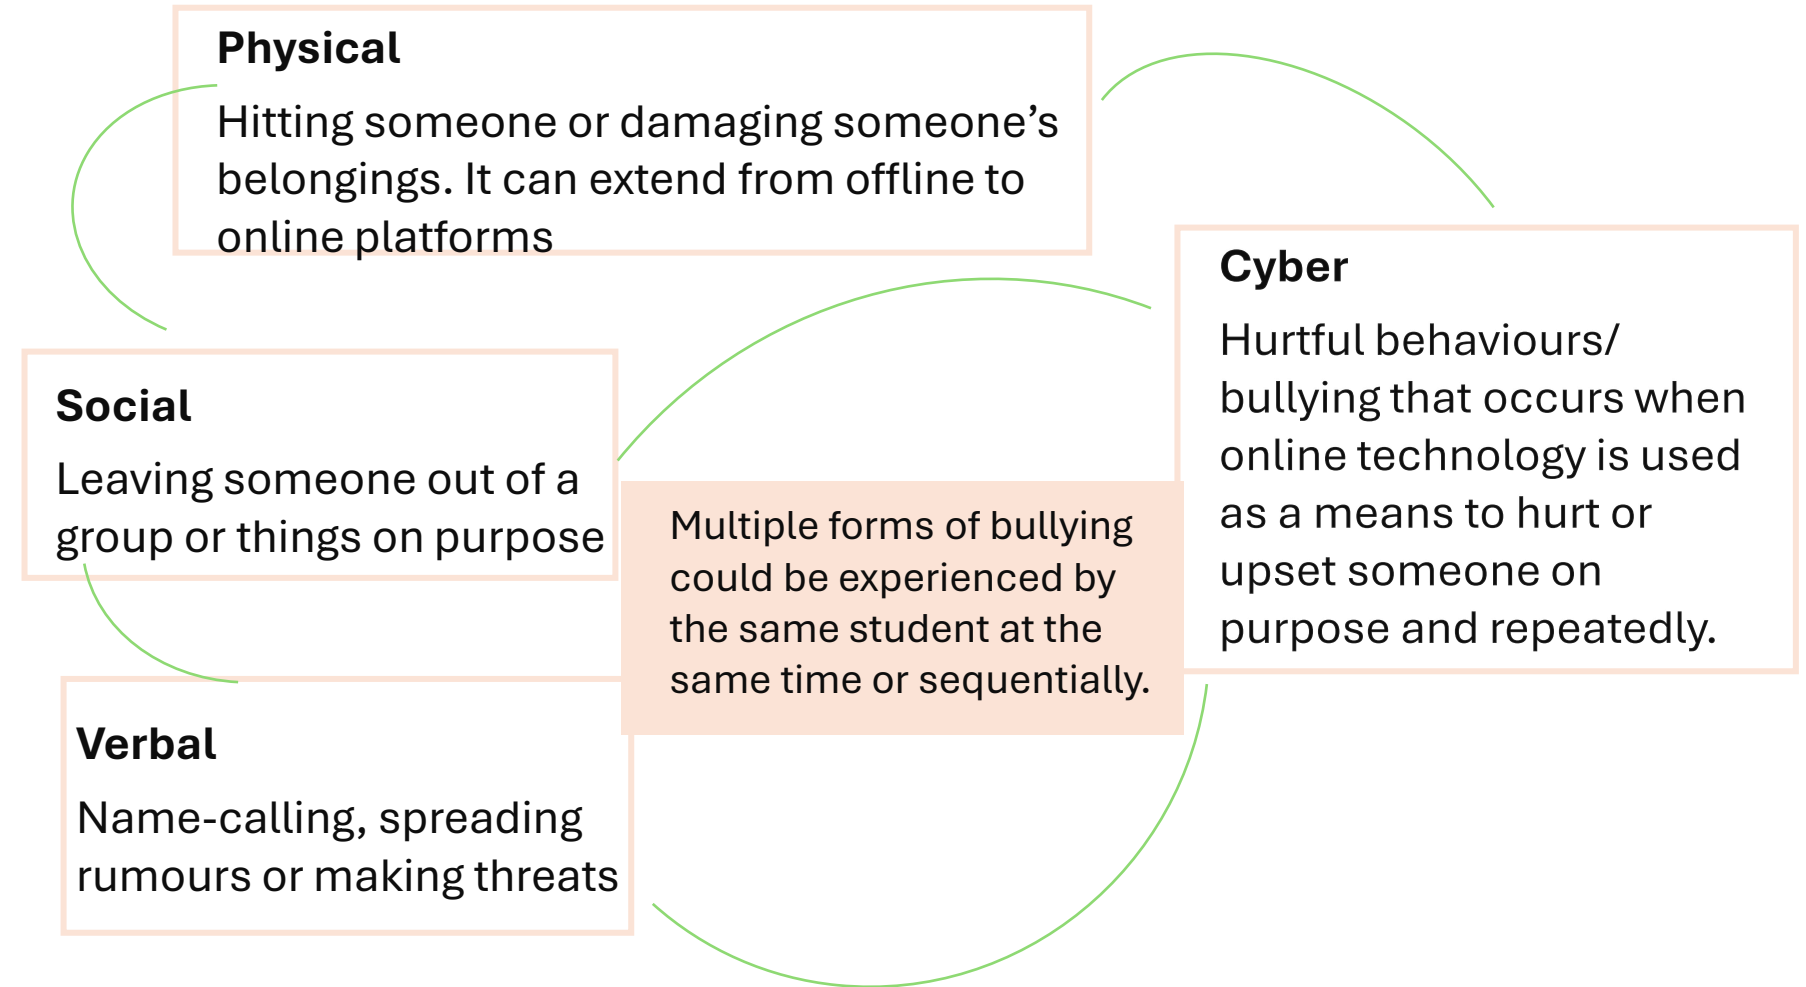 Physical
Hitting someone or damaging someone’s
belongings. It can extend from offline to
online platforms
Cyber
Hurtful behaviours/
bullying that occurs when
online technology is used
as a means to hurt or
upset someone on
purpose and repeatedly.
Social
Leaving someone out of a
group or things on purpose
Multiple forms of bullying
could be experienced by
the same student at the
same time or sequentially.
Verbal
Name-calling, spreading
rumours or making threats